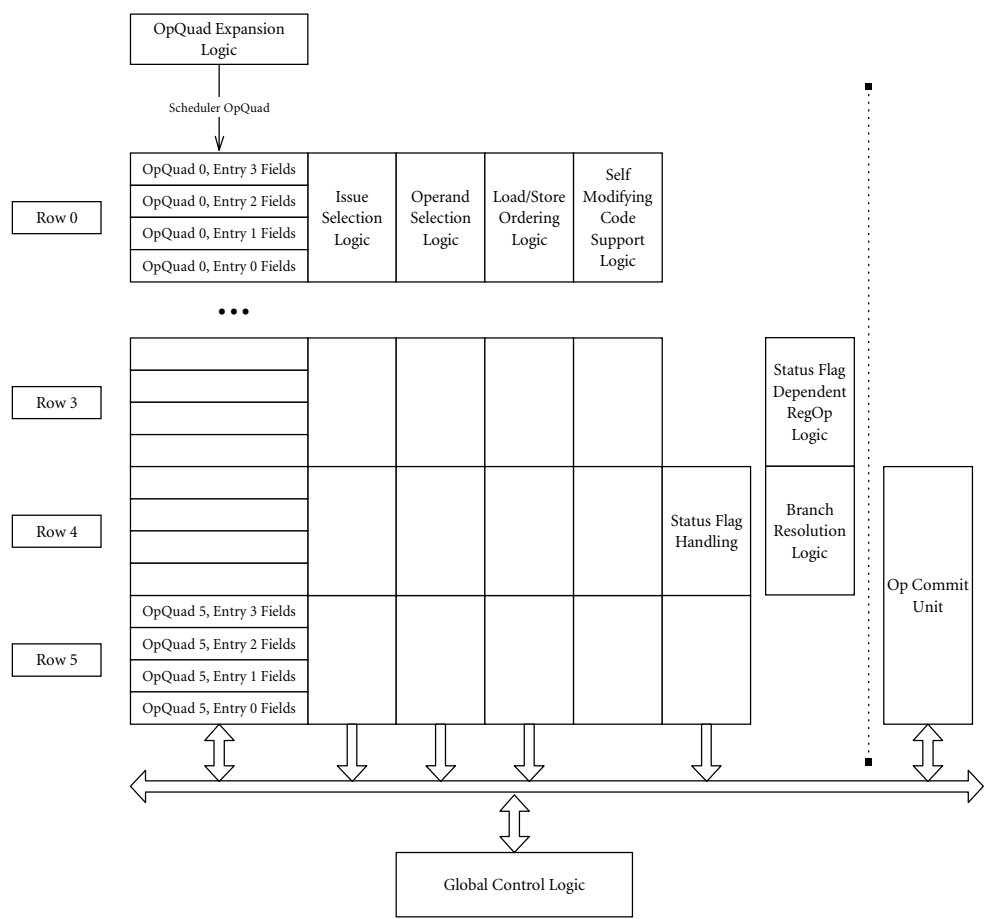 OpQuad Expansion
Logic
Scheduler OpQuad
Row 0
OpQuad 0, Entry 3 Fields
OpQuad 0, Entry 2 Fields
OpQuad 0, Entry 1 Fields
OpQuad 0, Entry 0 Fields
Issue
Selection
Logic
Operand
Selection
Logic
Load/Store
Ordering
Logic
Self
Modifying
Code
Support
Logic
•••
Row 3
Status Flag
Dependent
RegOp
Logic
Row 4
Status Flag
Handling
Branch
Resolution
Logic
Op Commit
Unit
Row 5
OpQuad 5, Entry 3 Fields
OpQuad 5, Entry 2 Fields
OpQuad 5, Entry 1 Fields
OpQuad 5, Entry 0 Fields
Global Control Logic